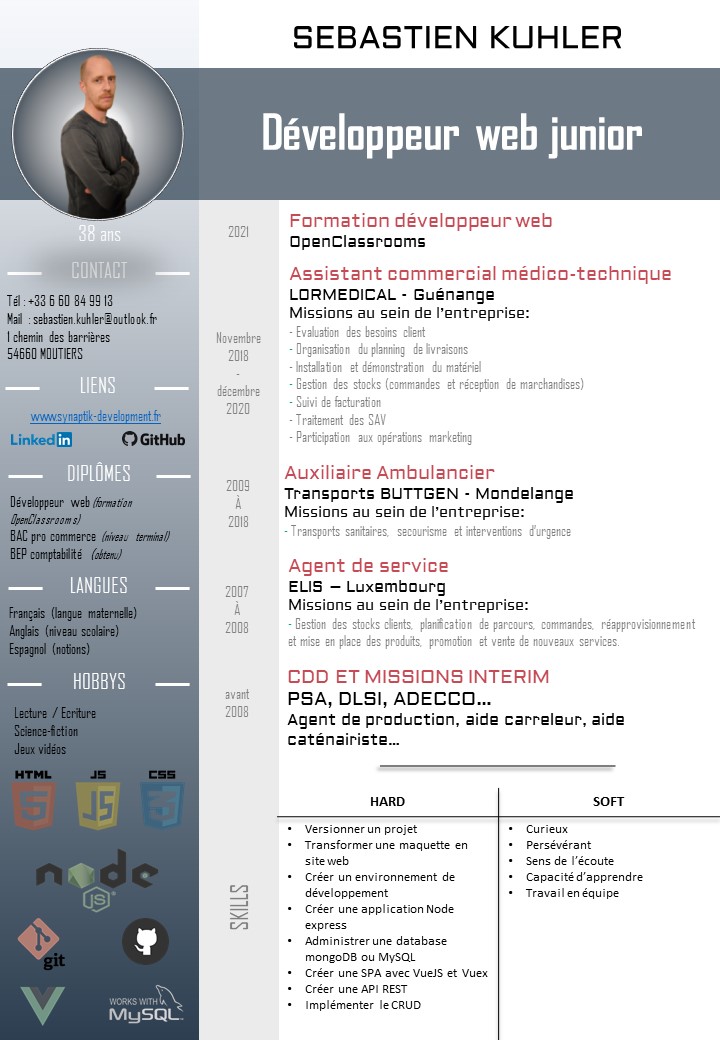 SEBASTIEN KUHLER
Développeur web junior
38 ans
CONTACT
Tél : +33 6 60 84 99 13
Mail : sebastien.kuhler@outlook.fr
1 chemin des barrières
54660 MOUTIERS
LIENS
www.synaptik-development.fr
Linkedin GitHub
DIPLÔMES
Développeur web (formation
OpenClassrooms)
BAC pro commerce (niveau terminal)
BEP comptabilité (obtenu)
LANGUES
Français (langue maternelle)
Anglais (niveau scolaire)
Espagnol (notions)
HOBBYS
Lecture / Ecriture
Science-fiction
Jeux vidéos
HTML JS CSS
5 JS 3
node
JS
git
WORKS WITH
MySQL
2021
Formation développeur web
OpenClassrooms
Novembre
2018
-
décembre
2020
Assistant commercial médico-technique
LORMEDICAL - Guénange
Missions au sein de l'entreprise:
- Evaluation des besoins client
- Organisation du planning de livraisons
- Installation et démonstration du matériel
- Gestion des stocks (commandes et réception de marchandises)
- Suivi de facturation
- Traitement des SAV
- Participation aux opérations marketing
2009
À
2018
Auxiliaire Ambulancier
Transports BUTTGEN - Mondelange
Missions au sein de l'entreprise:
- Transports sanitaires, secourisme et interventions d'urgence
2007
À
2008
Agent de service
ELIS – Luxembourg
Missions au sein de l'entreprise:
- Gestion des stocks clients, planification de parcours, commandes, réapprovisionnement
et mise en place des produits, promotion et vente de nouveaux services.
avant
2008
CDD ET MISSIONS INTERIM
PSA, DLSI, ADECCO...
Agent de production, aide carreleur, aide
caténairiste...
SKILLS
HARD
• Versionner un projet
• Transformer une maquette en
site web
• Créer un environnement de
développement
• Créer une application Node
express
• Administrer une database
mongoDB ou MySQL
• Créer une SPA avec VueJS et Vuex
• Créer une API REST
• Implémenter le CRUD
SOFT
• Curieux
• Persévérant
• Sens de l'écoute
• Capacité d'apprendre
• Travail en équipe